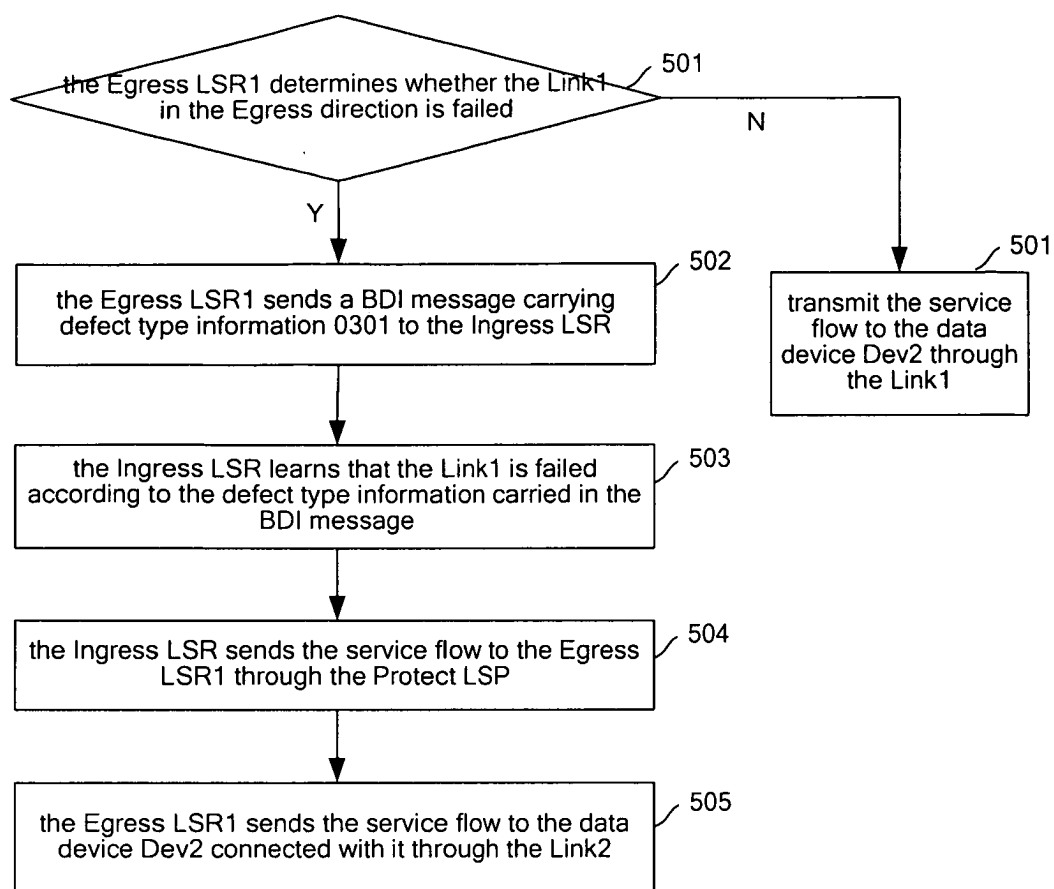 the Egress LSR1 determines whether the Link1
in the Egress direction is failed
501
N
Y
501
transmit the service
flow to the data
device Dev2 through
the Link1
502
the Egress LSR1 sends a BDI message carrying
defect type information 0301 to the Ingress LSR
503
the Ingress LSR learns that the Link1 is failed
according to the defect type information carried in the
BDI message
504
the Ingress LSR sends the service flow to the Egress
LSR1 through the Protect LSP
505
the Egress LSR1 sends the service flow to the data
device Dev2 connected with it through the Link2